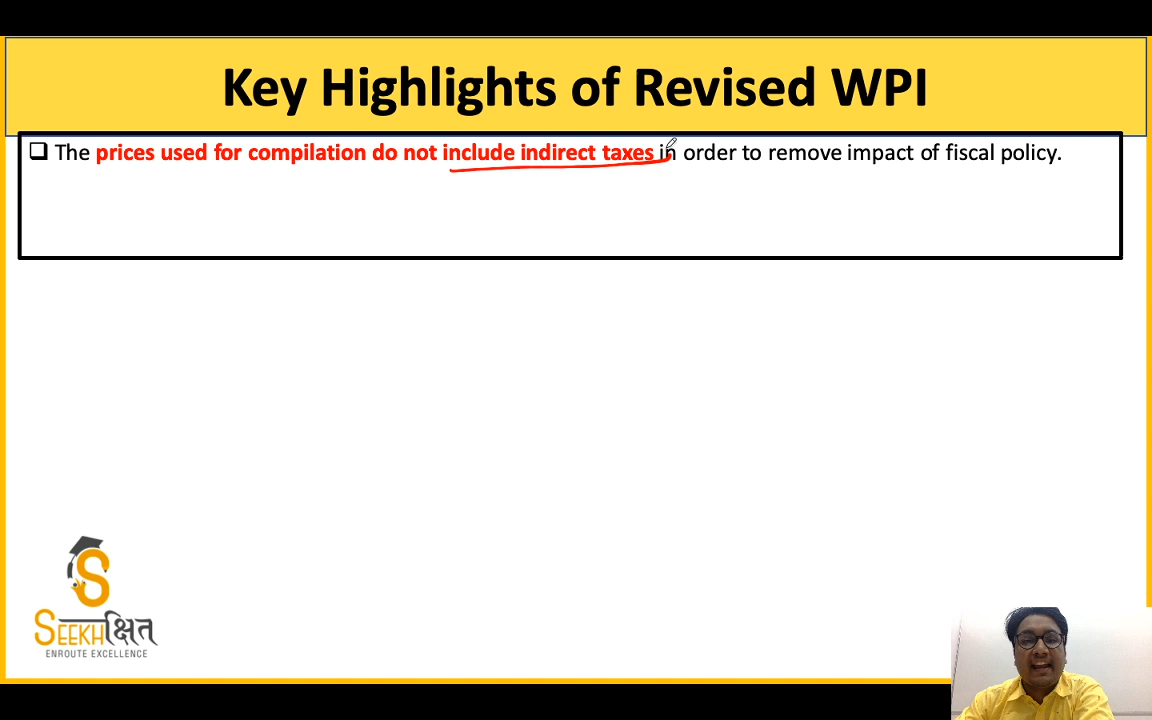 Key Highlights of Revised WPI
❑ The prices used for compilation do not include indirect taxes in order to remove impact of fiscal policy.
S
SEEKHक्षित
ENROUTE EXCELLENCE